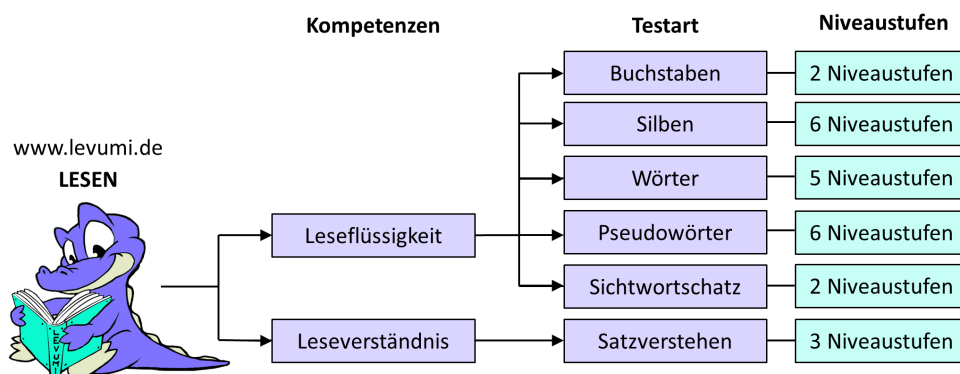 Kompetenzen Testart Niveaustufen
Buchstaben 2 Niveaustufen
Silben 6 Niveaustufen
www.levumi.de
LESEN
Wörter 5 Niveaustufen
Leseflüssigkeit Pseudowörter 6 Niveaustufen
Sichtwortschatz 2 Niveaustufen
Leseverständnis Satzverstehen 3 Niveaustufen
LEVUMI